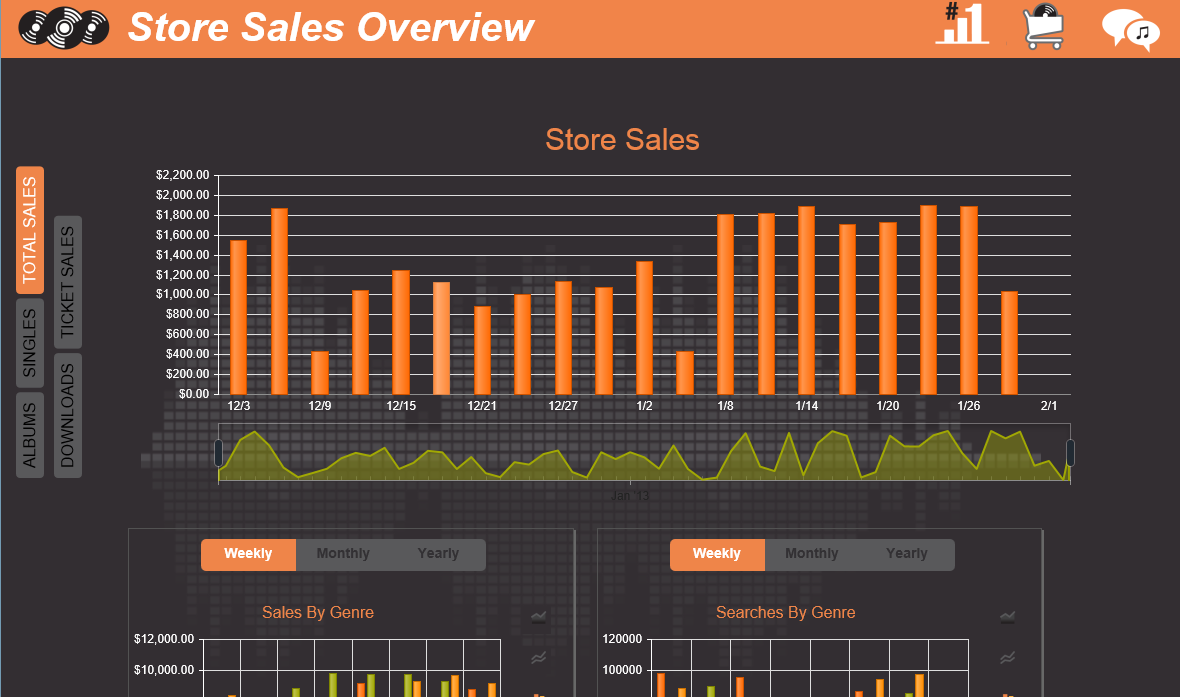 Store Sales Overview
#1
Store Sales
TOTAL SALES
SINGLES
ALBUMS
TICKET SALES
DOWNLOADS
$2,200.00
$2,000.00
$1,800.00
$1,600.00
$1,400.00
$1,200.00
$1,000.00
$800.00
$600.00
$400.00
$200.00
$0.00
12/3 12/9 12/15 12/21 12/27 1/2 1/8 1/14 1/20 1/26 2/1
Jan '13
Weekly Monthly Yearly
Sales By Genre
$12,000.00
$10,000.00
Weekly Monthly Yearly
Searches By Genre
120000
100000